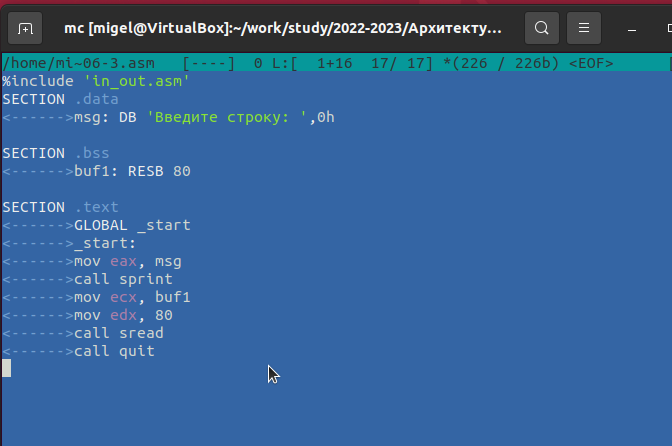 mc [migel@VirtualBox]:~/work/study/2022-2023/Архитекту...
/home/mi~06-3.asm   [----]  0 L:[  1+16  17/ 17] *(226 / 226b) <EOF>
%include 'in_out.asm'
SECTION .data
<------>msg: DB 'Введите строку: ',0h
SECTION .bss
<------>buf1: RESB 80
SECTION .text
<------>GLOBAL _start
<------>_start:
<------>mov eax, msg
<------>call sprint
<------>mov ecx, buf1
<------>mov edx, 80
<------>call sread
<------>call quit